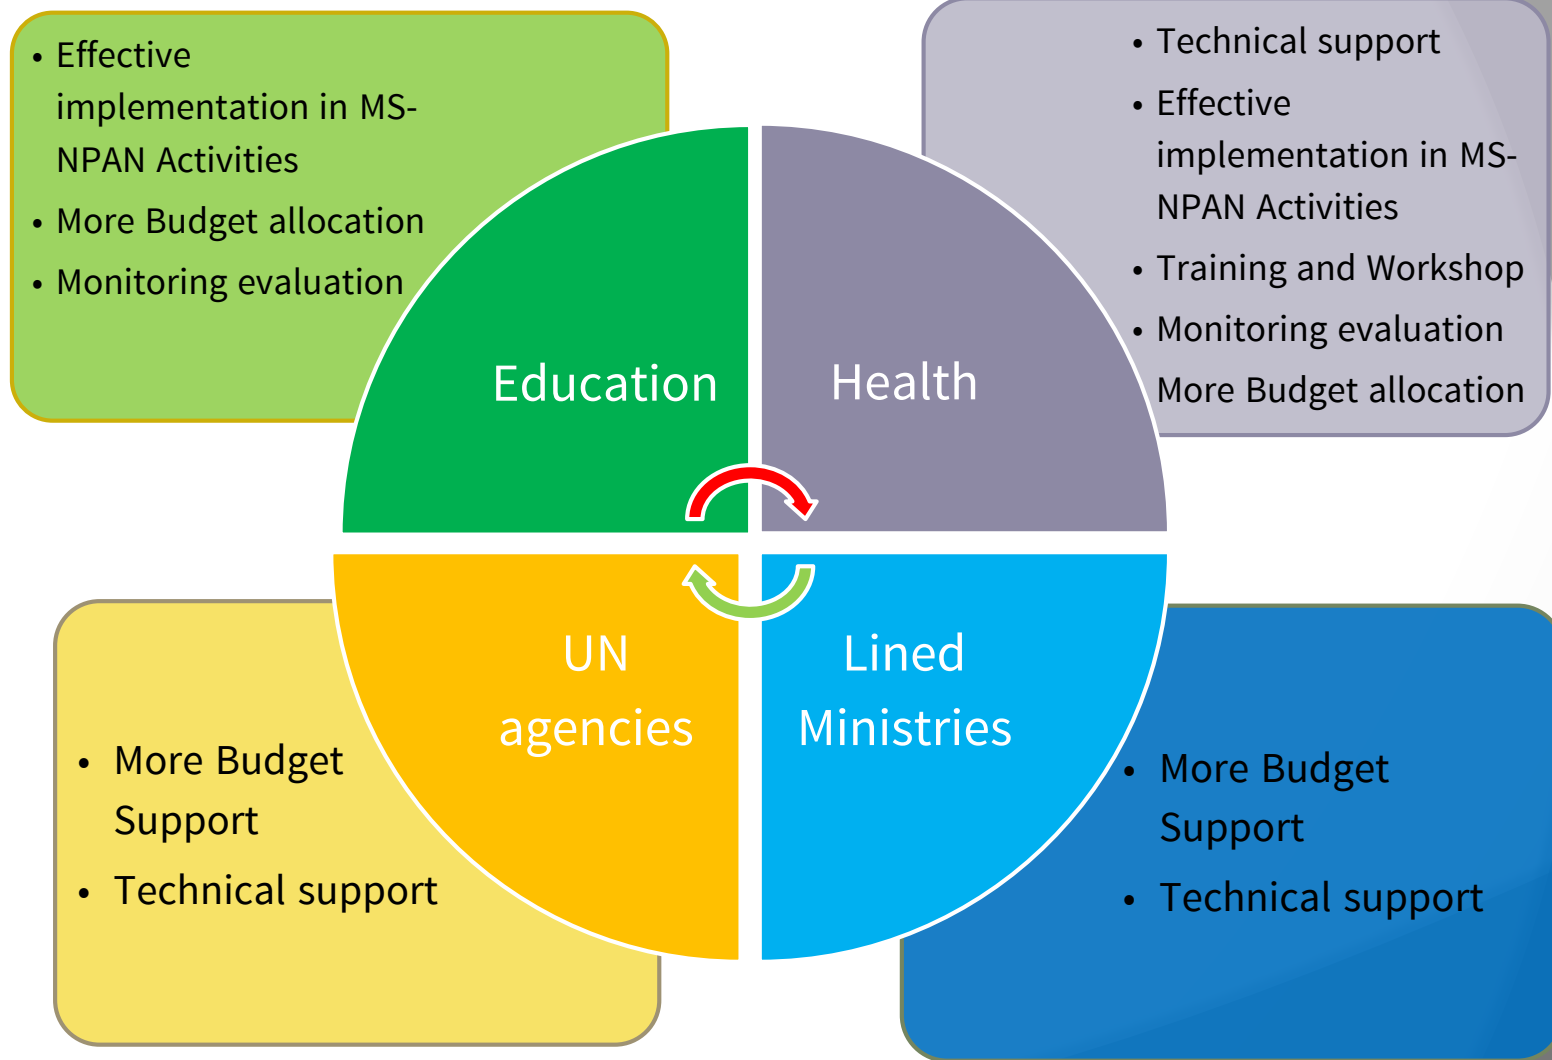 • Effective
implementation in MS-
NPAN Activities
• More Budget allocation
• Monitoring evaluation
• Technical support
• Effective
implementation in MS-
NPAN Activities
• Training and Workshop
• Monitoring evaluation
More Budget allocation
Education
Health
UN
agencies
Lined
Ministries
• More Budget
Support
• Technical support
• More Budget
Support
• Technical support